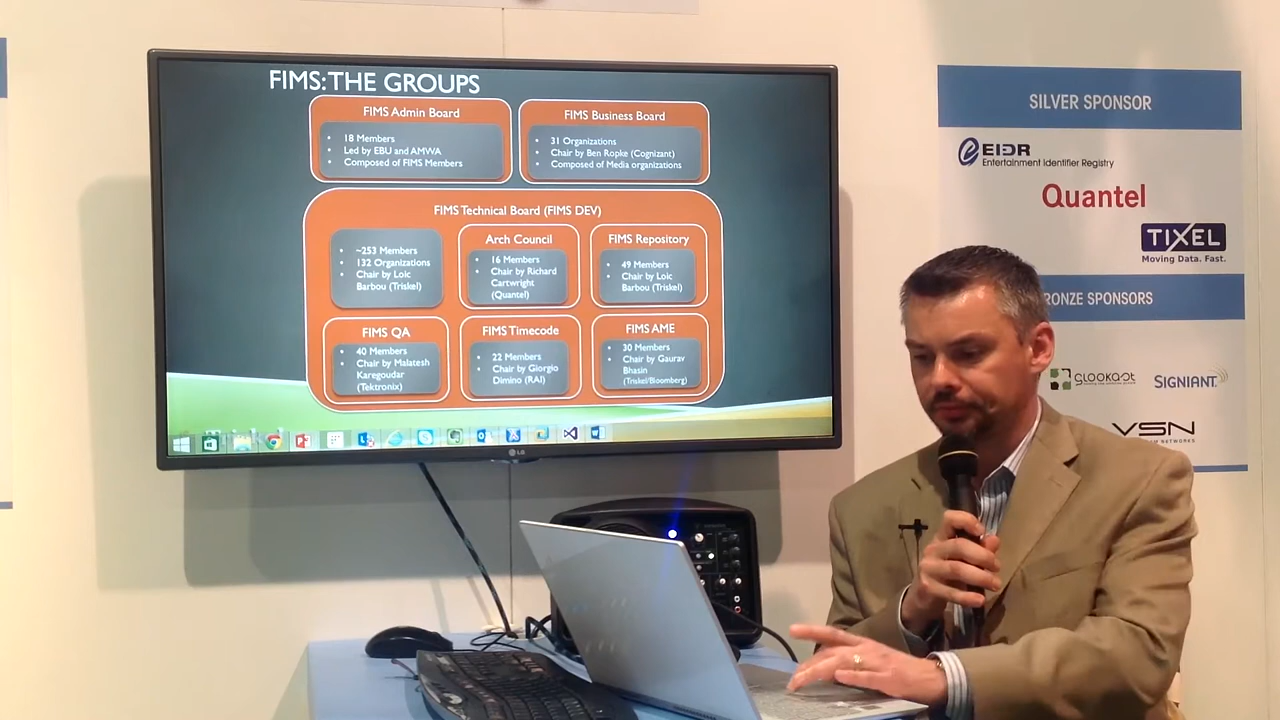 FIMS: THE GROUPS
FIMS Admin Board
• 18 Members
• Led by EBU and AMWA
• Composed of FIMS Members
FIMS Business Board
• 31 Organizations
• Chair by Ben Ropke (Cognizant)
• Composed of Media organizations
FIMS Technical Board (FIMS DEV)
• ~253 Members
• 132 Organizations
• Chair by Loic
Barbou (Triskel)
Arch Council
• 16 Members
• Chair by Richard
Cartwright
(Quantel)
FIMS Repository
• 49 Members
• Chair by Loic
Barbou (Triskel)
FIMS QA
• 40 Members
• Chair by Malatesh
Karegoudar
(Tektronix)
FIMS Timecode
• 22 Members
• Chair by Giorgio
Dimino (RAI)
FIMS AME
• 30 Members
• Chair by Gaurav
Bhasin
(Triskel/Bloomberg)
LG
SILVER SPONSOR
EIDR
Entertainment Identifier Registry
Quantel
TIXEL
Moving Data. Fast.
RONZE SPONSORS
glookast
SIGNIANT
VSN
NETWORKS